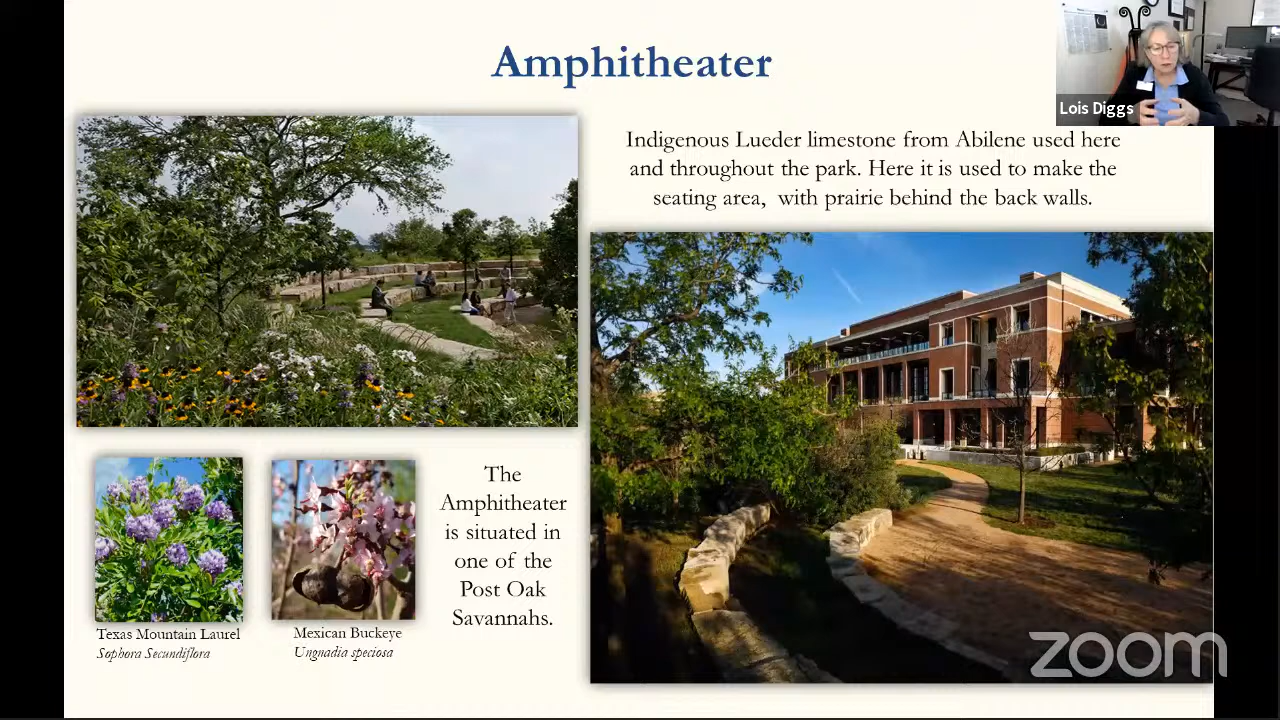 Amphitheater
Lois Diggs
Indigenous Lueder limestone from Abilene used here
and throughout the park. Here it is used to make the
seating area, with prairie behind the back walls.
The
Amphitheater
is situated in
one of the
Post Oak
Savannahs.
Texas Mountain Laurel
Sophora Secundiflora
Mexican Buckeye
Ungnadia speciosa
zoom